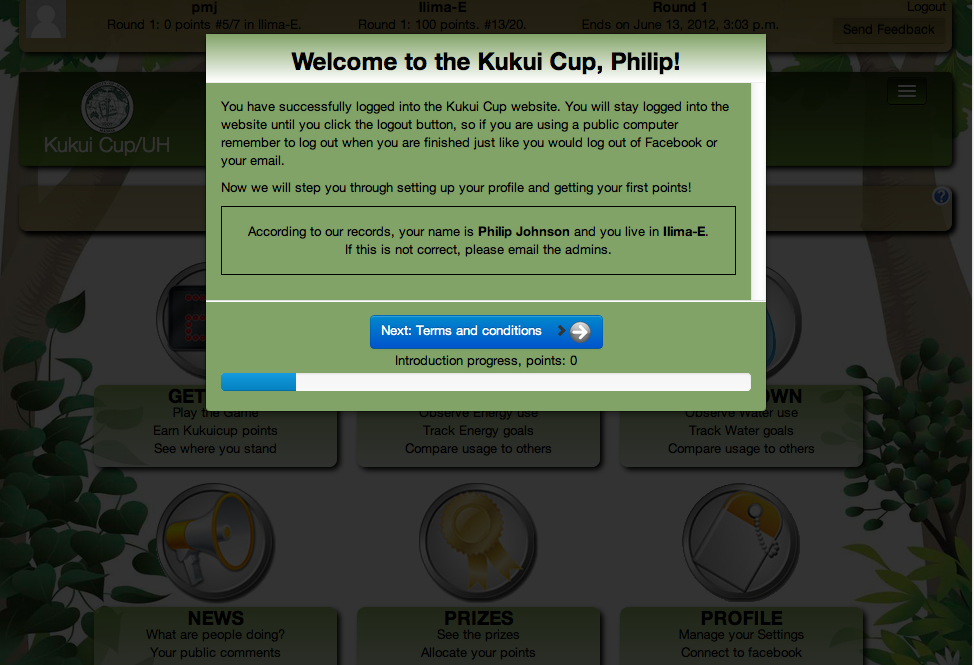 pmj
Round 1: 0 points #5/7 in Ilima-E.
Ilima-E
Round 1: 100 points. #13/20.
Round 1
Ends on June 13, 2012, 3:03 p.m.
Logout
Send Feedback
Kukui Cup/UH
?
Welcome to the Kukui Cup, Philip!
You have successfully logged into the Kukui Cup website. You will stay logged into the
website until you click the logout button, so if you are using a public computer
remember to log out when you are finished just like you would log out of Facebook or
your email.
Now we will step you through setting up your profile and getting your first points!
According to our records, your name is Philip Johnson and you live in Ilima-E.
If this is not correct, please email the admins.
Next: Terms and conditions
Introduction progress, points: 0
GET
Play the Game
Earn Kukuicup points
See where you stand
Observe Energy use
Track Energy goals
Compare usage to others
OWN
Observe Water use
Track Water goals
Compare usage to others
NEWS
What are people doing?
Your public comments
PRIZES
See the prizes
Allocate your points
PROFILE
Manage your Settings
Connect to facebook